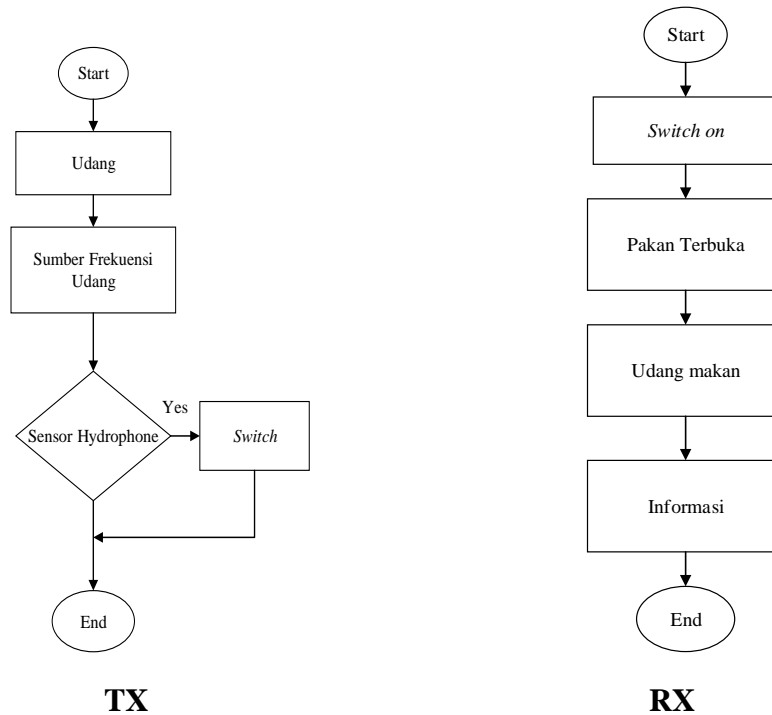 Start
Udang
Sumber Frekuensi
Udang
Sensor Hydrophone
Yes
Switch
End
TX
Start
Switch on
Pakan Terbuka
Udang makan
Informasi
End
RX